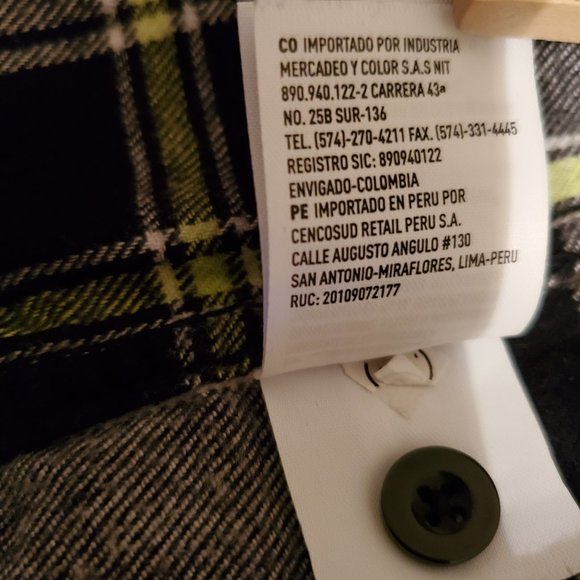 CO IMPORTADO POR INDUSTRIA
MERCADEO Y COLOR S.A.S NIT
890.940.122-2 CARRERA 43ª
NO. 25B SUR-136
TEL. (574)-270-4211 FAX. (574)-331-4445
REGISTRO SIC: 890940122
ENVIGADO-COLOMBIA
PE IMPORTADO EN PERU POR
CENCOSUD RETAIL PERU S.A.
CALLE AUGUSTO ANGULO #130
SAN ANTONIO-MIRAFLORES, LIMA-PERU
RUC: 20109072177